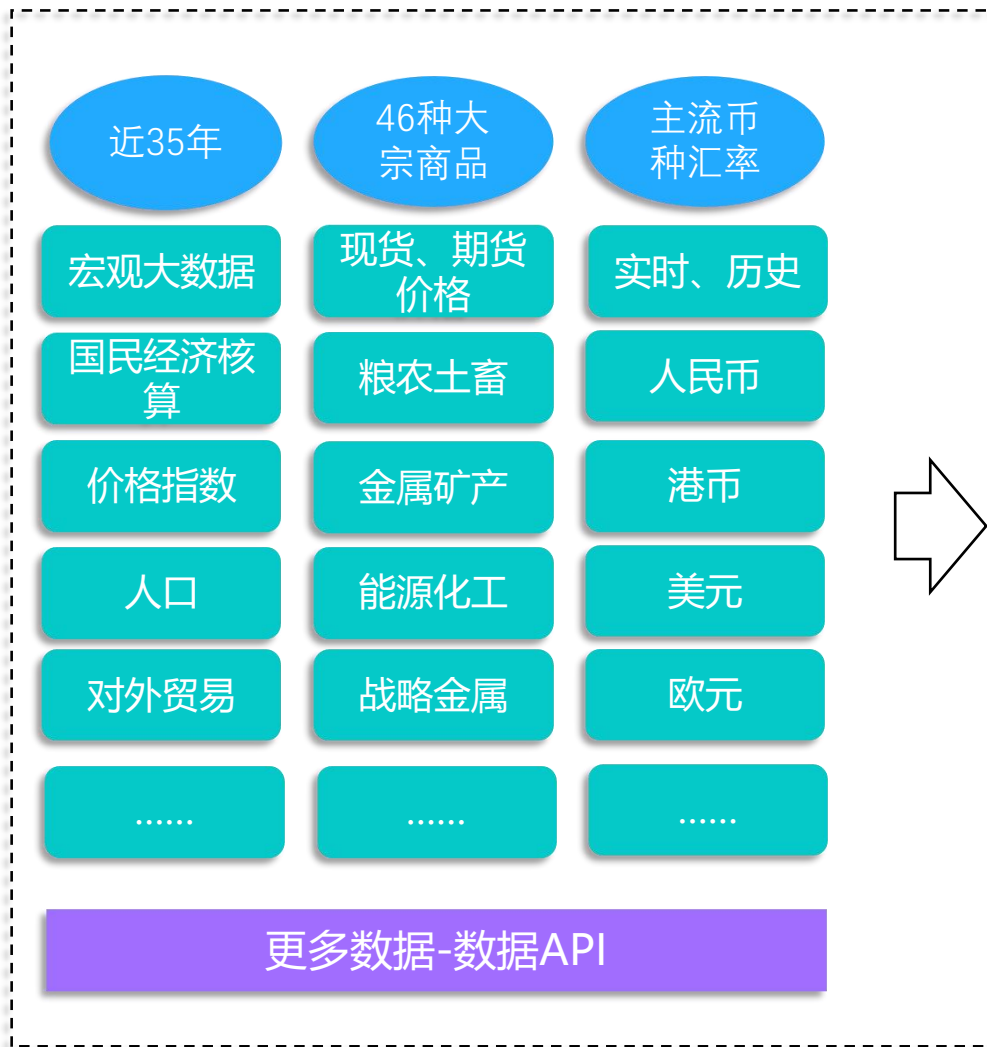 近35年
46种大
宗商品
主流币
种汇率
宏观大数据
现货、期货
价格
实时、历史
国民经济核
算
粮农土畜
人民币
价格指数
金属矿产
港币
人口
能源化工
美元
对外贸易
战略金属
欧元
......
......
......
更多数据-数据API